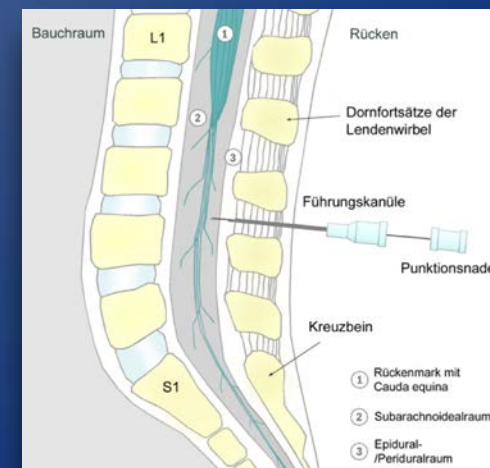 Bauchraum
L1
1
Rücken
2
Dornfortsätze der
Lendenwirbel
3
Führungskanüle
Punktionsnade
Kreuzbein
S1
1 Rückenmark mit
Cauda equina
2 Subarachnoidealraum
3 Epidural-
/Periduralraum